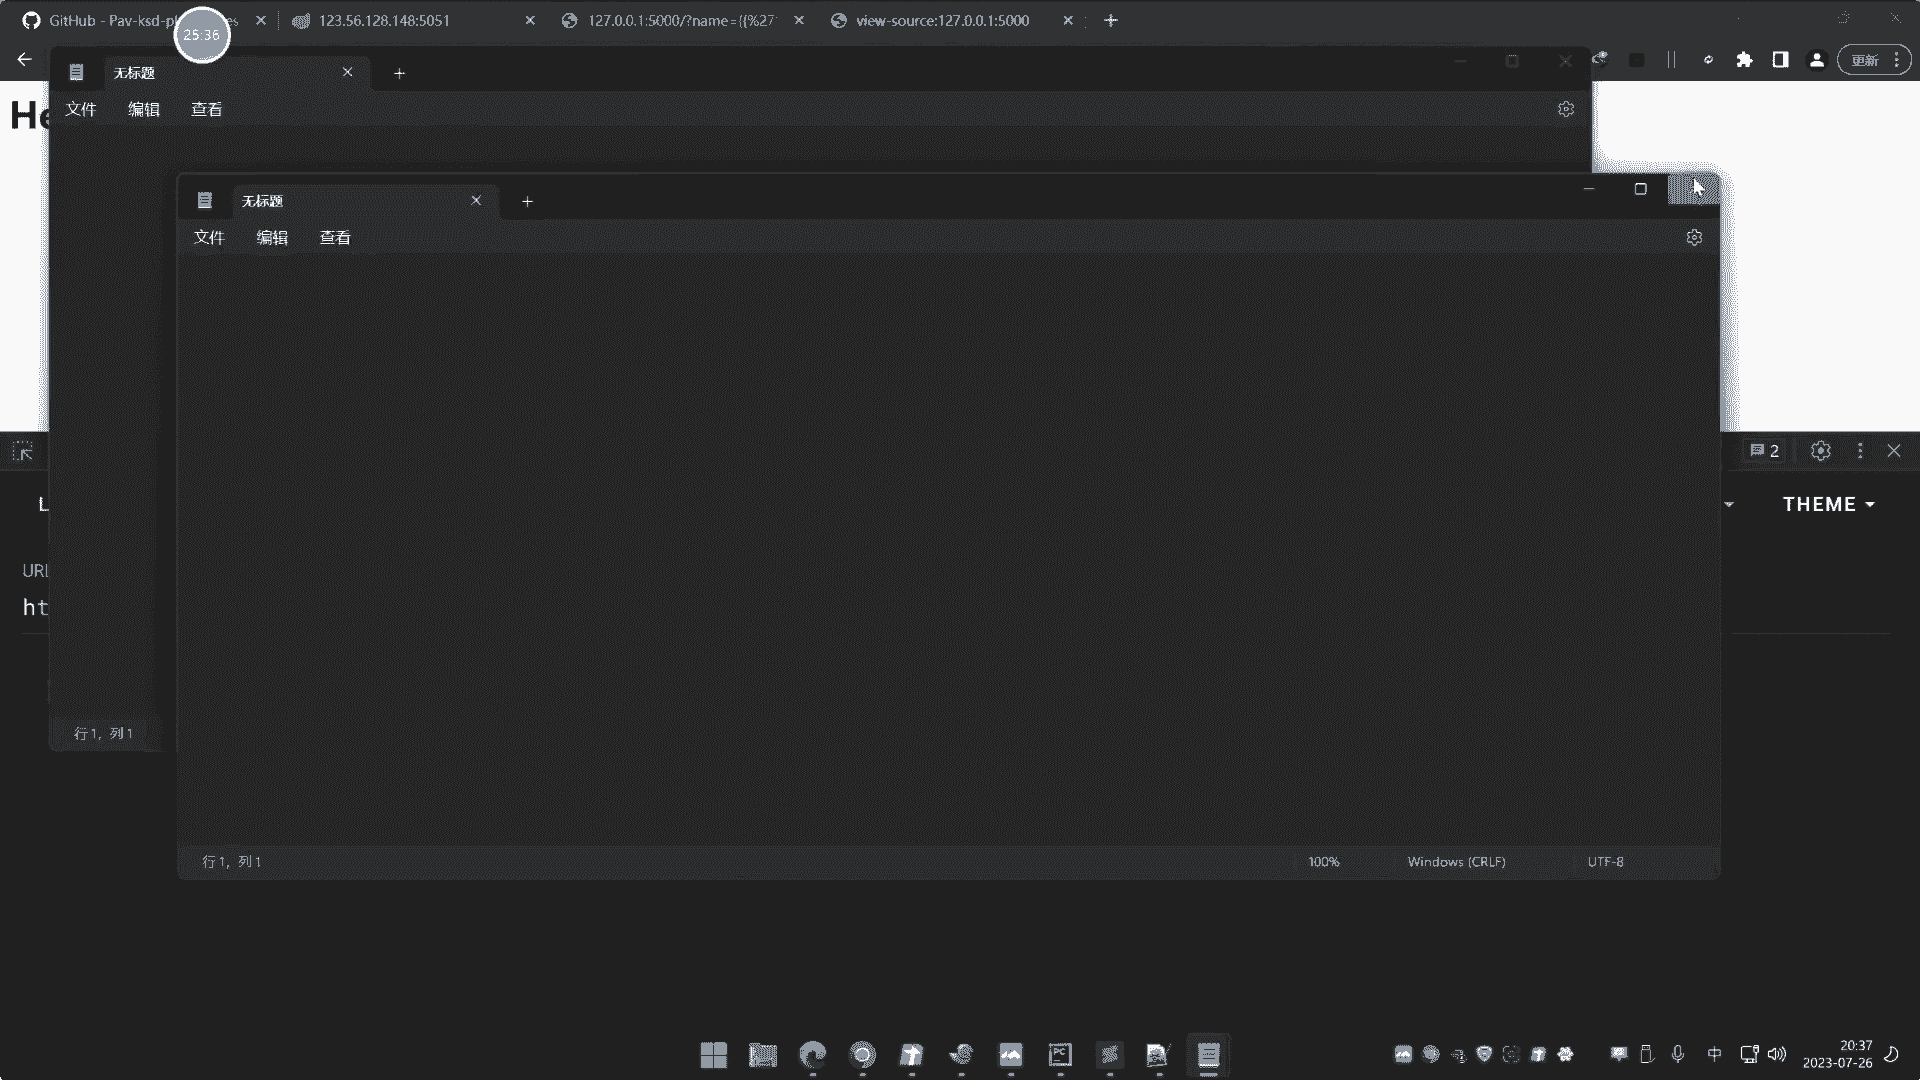 GitHub - Pav-ksd-pl es
123.56.128.148:5051
127.0.0.1:5000/?name={{%27
view-source:127.0.0.1:5000
25:36
更新
无标题
文件 编辑 查看
He
无标题
文件 编辑 查看
2
L
THEME
URL
ht
行 1，列 1
行 1，列 1
100%
Windows (CRLF)
UTF-8
PC
中
20:37
2023-07-26